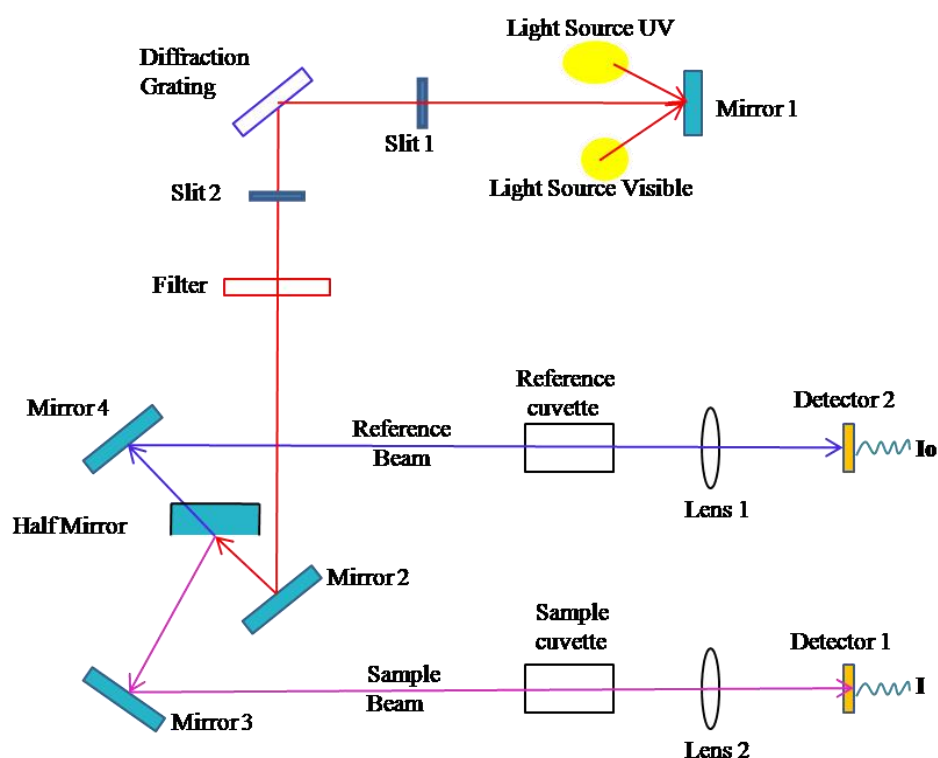 Light Source UV
Diffraction
Grating
Mirror 1
Slit 1
Light Source Visible
Slit 2
Filter
Reference
cuvette
Mirror 4
Detector 2
Reference
Beam
Io
Lens 1
Half Mirror
Mirror 2
Sample
cuvette
Detector 1
Sample
Beam
I
Mirror 3
Lens 2